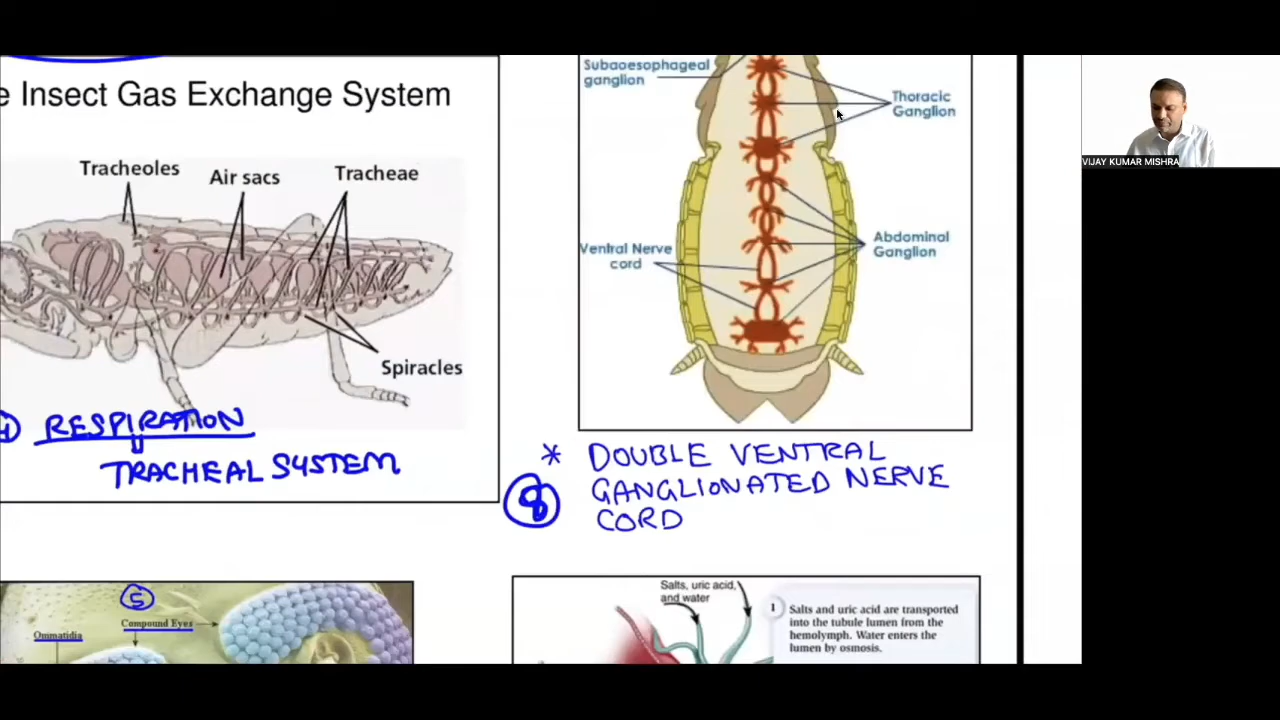 e Insect Gas Exchange System
Tracheoles
Air sacs
Tracheae
Spiracles
RESPIRATION
TRACHEAL SYSTEM
Subaoesophageal
ganglion
Thoracic
Ganglion
Ventral Nerve
cord
Abdominal
Ganglion
* DOUBLE VENTRAL
8 GANGLIONATED NERVE
CORD
5
Compound Eyes
Ommatidia
Salts, uric acid,
and water
1 Salts and uric acid are transported
into the tubule lumen from the
hemolymph. Water enters the
lumen by osmosis.
VIJAY KUMAR MISHRA